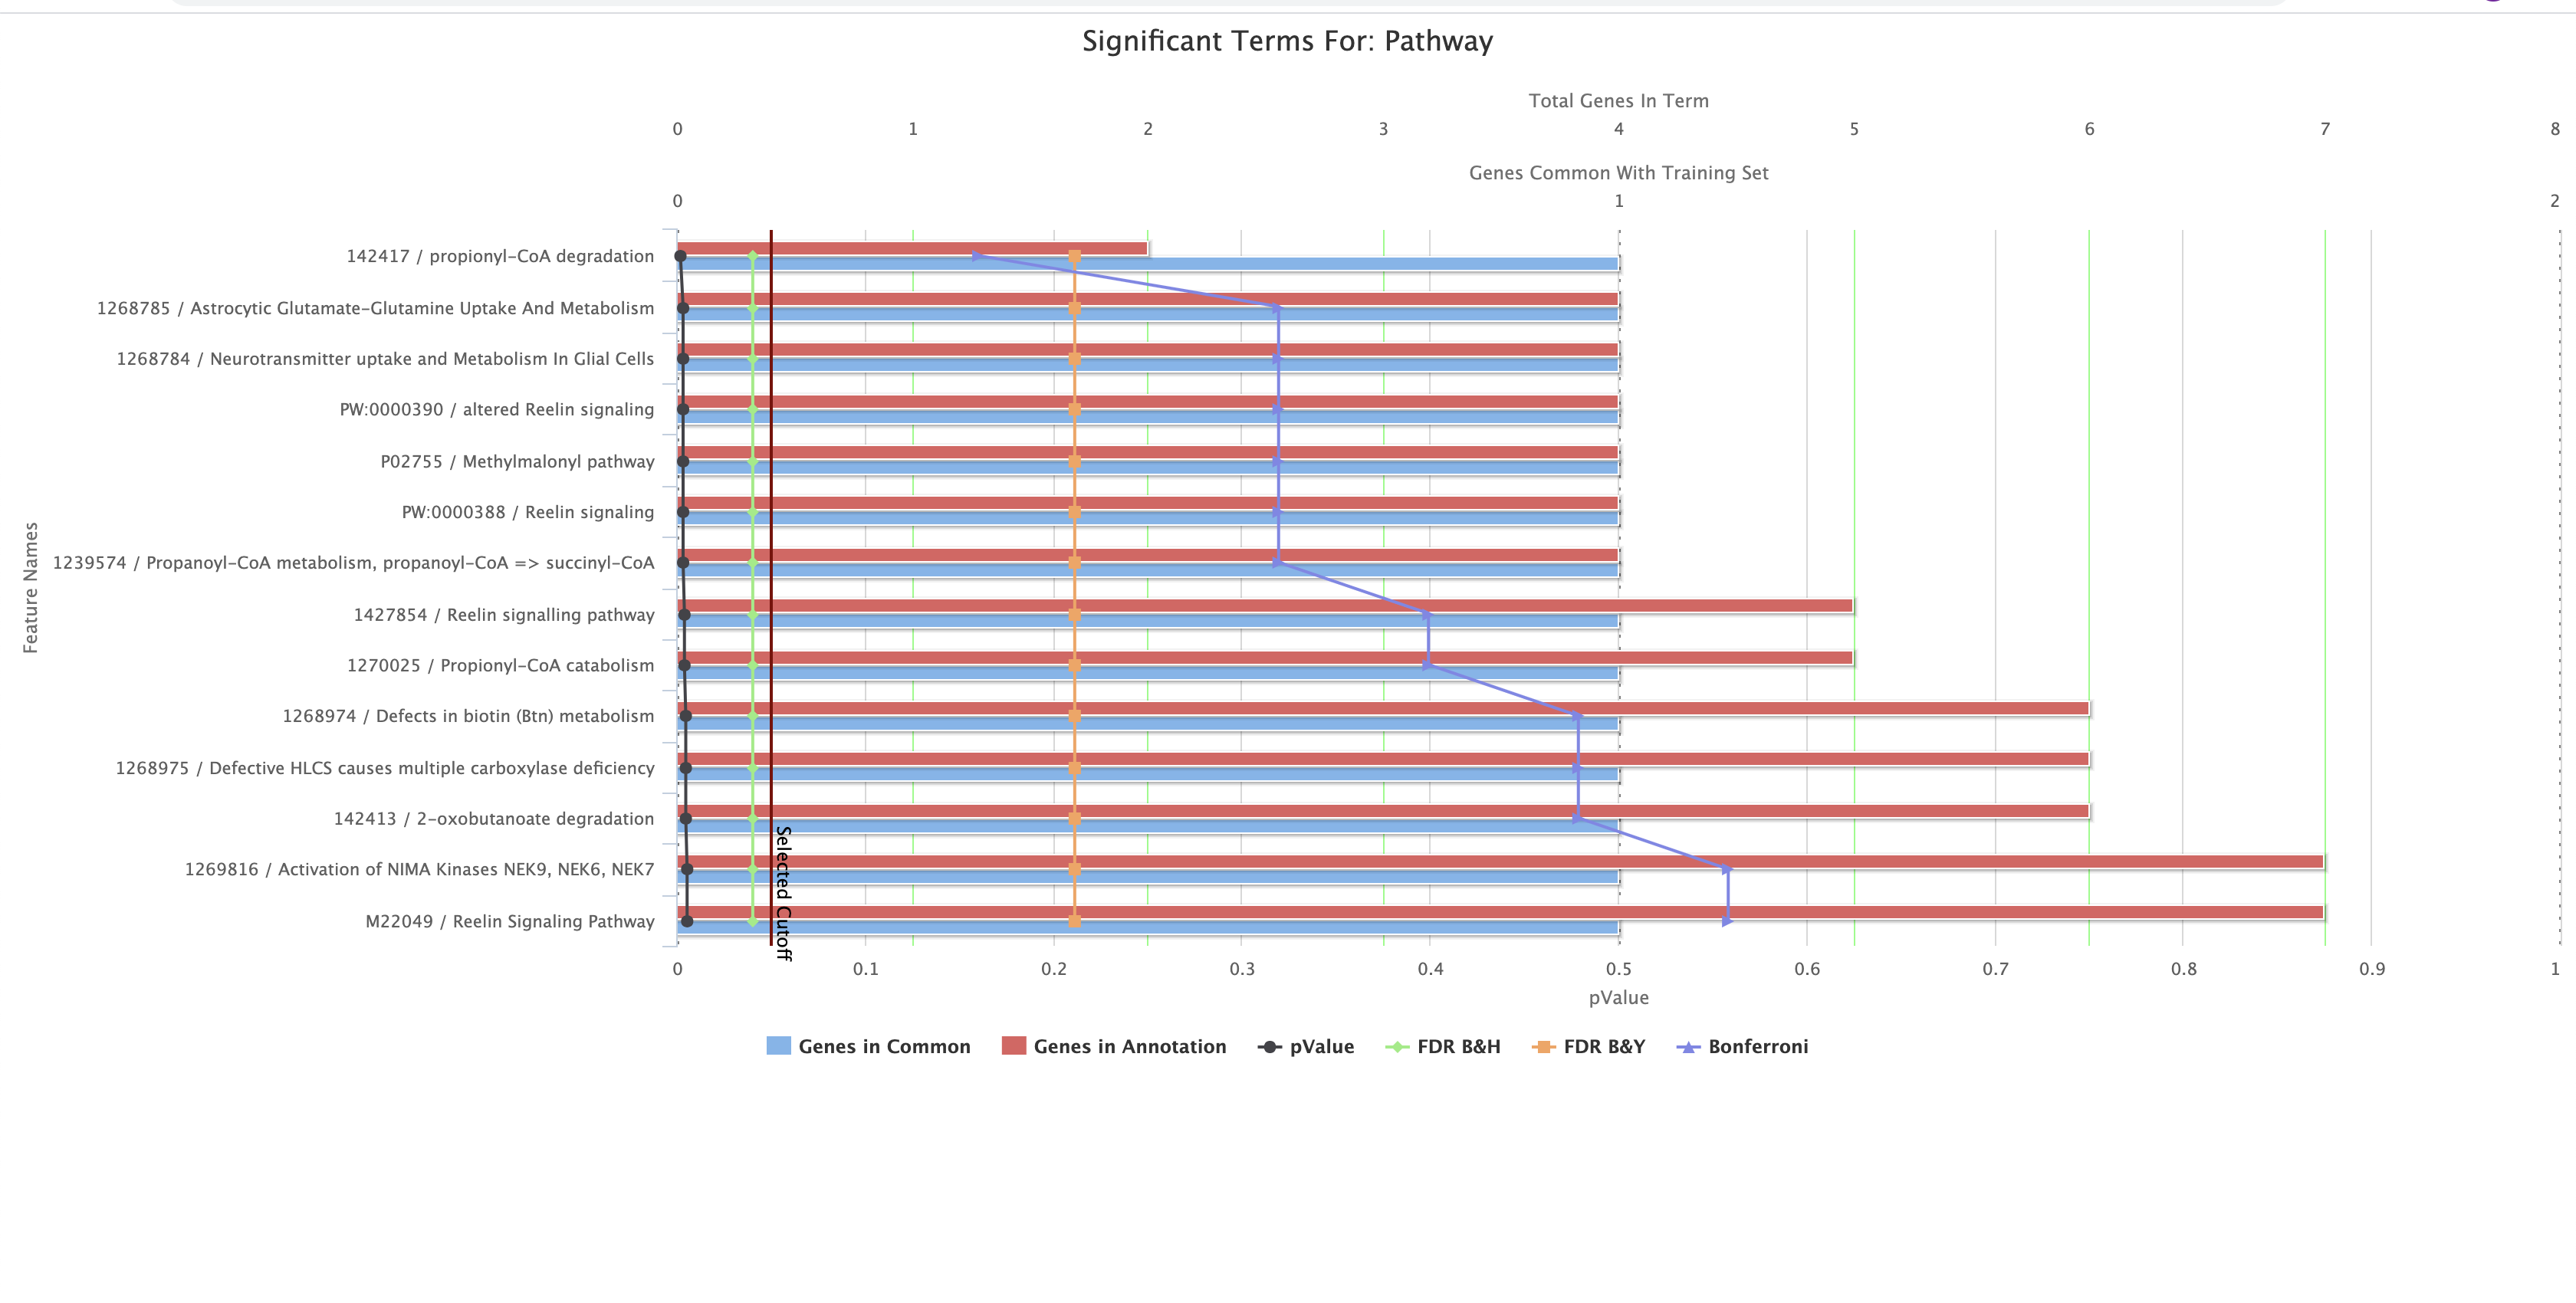 Significant Terms For: Pathway
Total Genes In Term
0 1 2 3 4 5 6 7 8
Genes Common With Training Set
0 1 2
Feature Names
142417 / propionyl-CoA degradation
1268785 / Astrocytic Glutamate-Glutamine Uptake And Metabolism
1268784 / Neurotransmitter uptake and Metabolism In Glial Cells
PW:0000390 / altered Reelin signaling
P02755 / Methylmalonyl pathway
PW:0000388 / Reelin signaling
1239574 / Propanoyl-CoA metabolism, propanoyl-CoA => succinyl-CoA
1427854 / Reelin signalling pathway
1270025 / Propionyl-CoA catabolism
1268974 / Defects in biotin (Btn) metabolism
1268975 / Defective HLCS causes multiple carboxylase deficiency
142413 / 2-oxobutanoate degradation
1269816 / Activation of NIMA Kinases NEK9, NEK6, NEK7
M22049 / Reelin Signaling Pathway
Selected Cutoff
0 0.1 0.2 0.3 0.4 0.5 0.6 0.7 0.8 0.9 1
pValue
Genes in Common Genes in Annotation pValue FDR B&H FDR B&Y Bonferroni